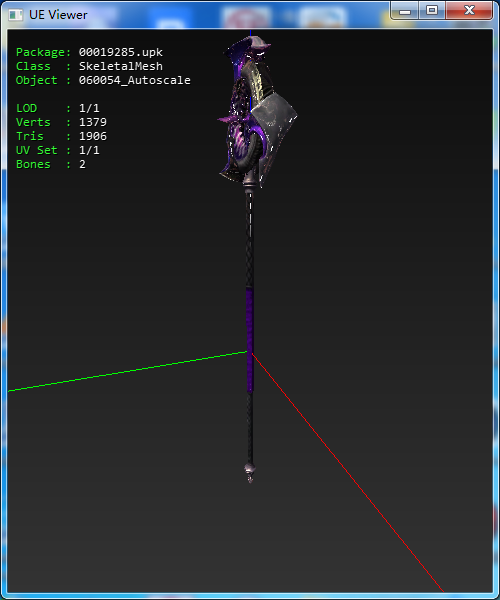 UE Viewer
Package: 00019285.upk
Class : SkeletalMesh
Object : 060054_Autoscale
LOD : 1/1
Verts : 1379
Tris : 1906
UV Set : 1/1
Bones : 2